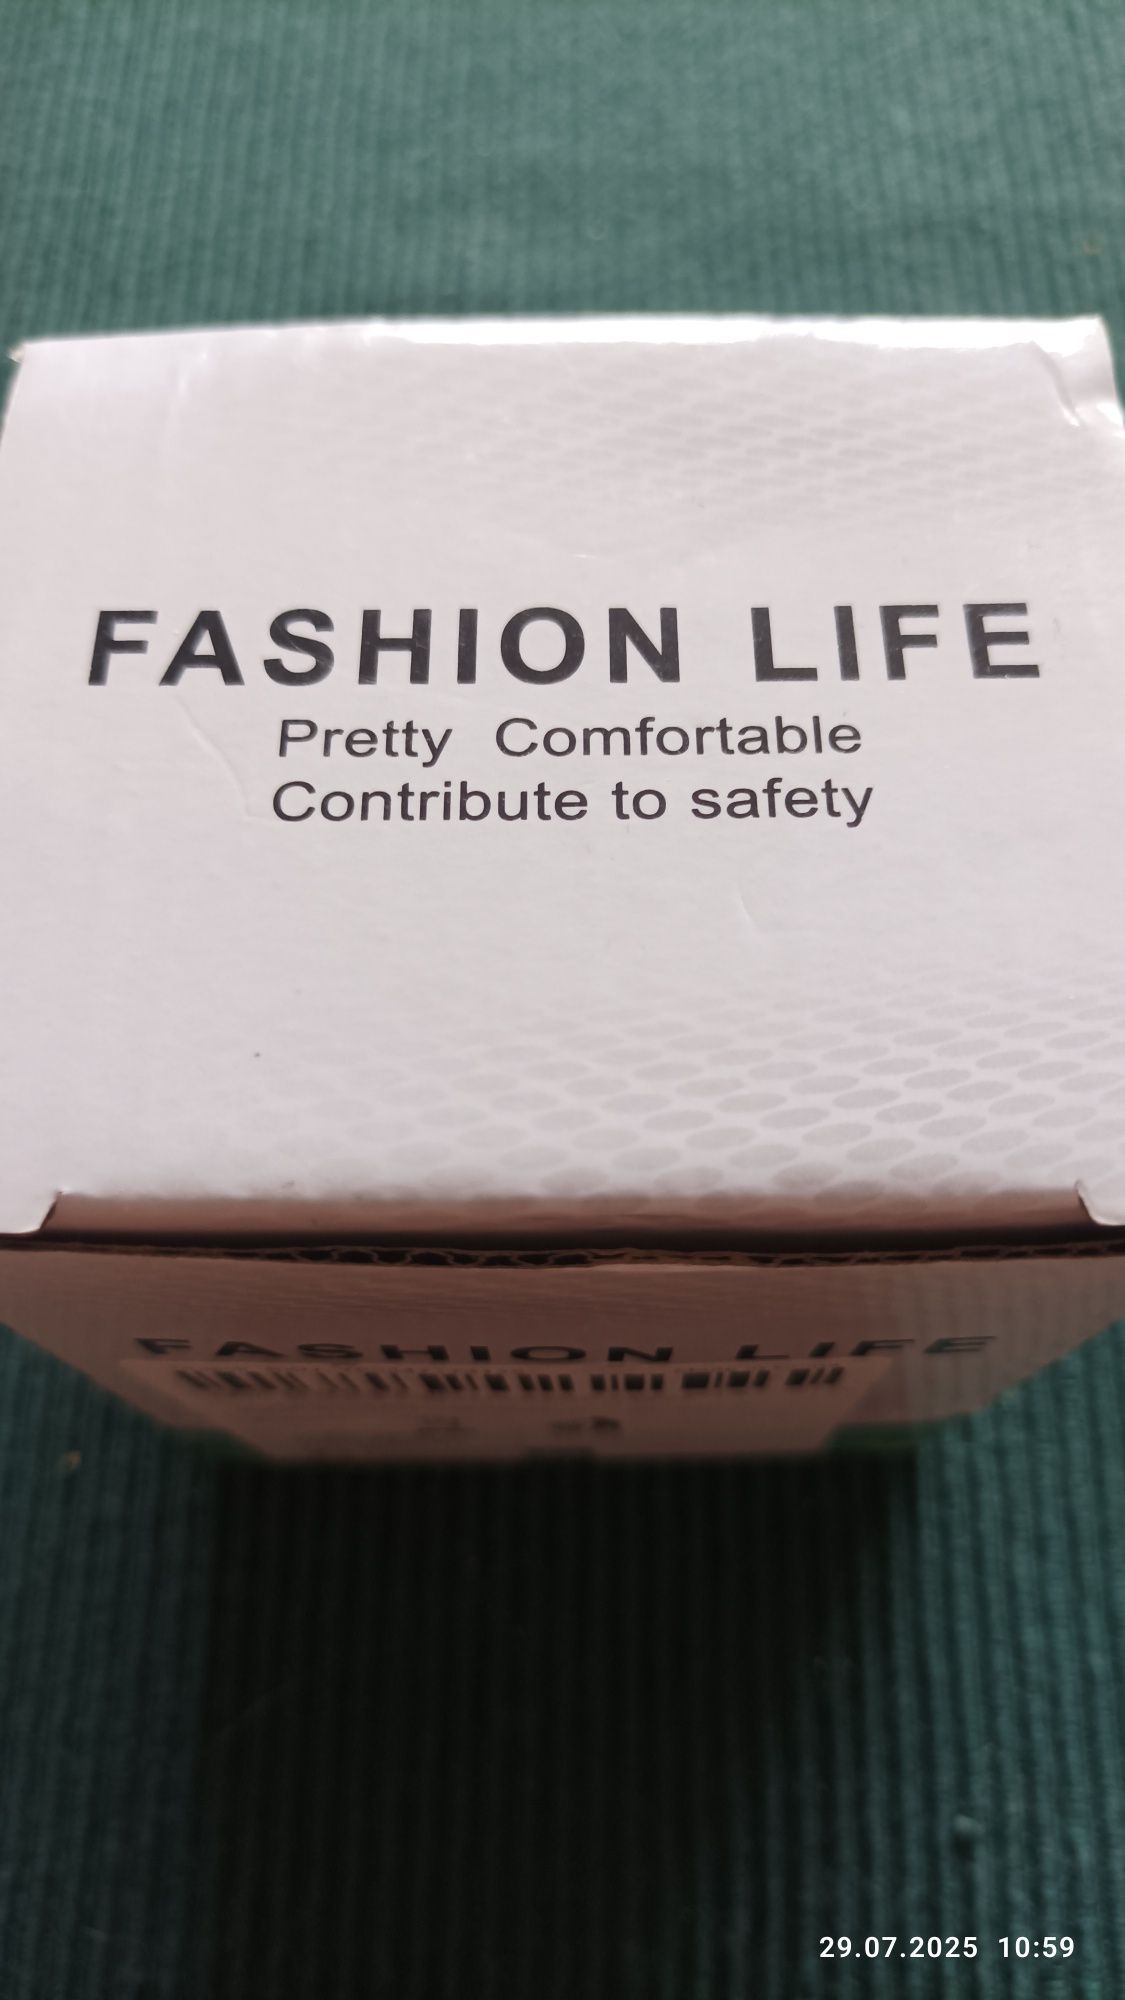 FASHION LIFE
Pretty Comfortable
Contribute to safety
FASHION LIFE
29.07.2025 10:59